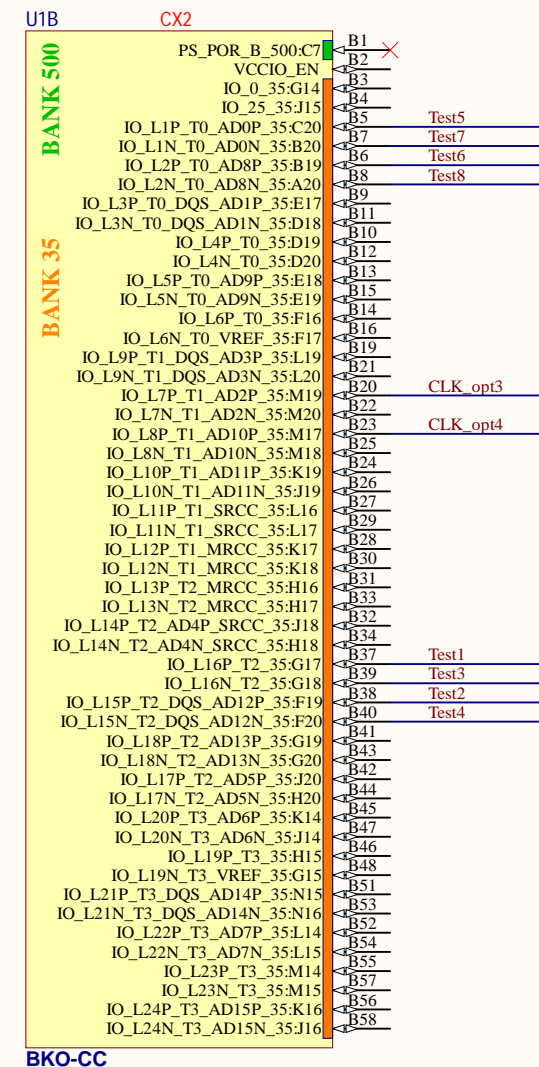 U1B CX2
BANK 500
BANK 35
PS_POR_B_500:C7 B1
VCCIO_EN B2
IO_0_35:G14 B3
IO_25_35:J15 B4
IO_L1P_T0_AD0P_35:C20 B5 Test5
IO_L1N_T0_AD0N_35:B20 B7 Test7
IO_L2P_T0_AD8P_35:B19 B6 Test6
IO_L2N_T0_AD8N_35:A20 B8 Test8
IO_L3P_T0_DQS_AD1P_35:E17 B9
IO_L3N_T0_DQS_AD1N_35:D18 B11
IO_L4P_T0_35:D19 B10
IO_L4N_T0_35:D20 B12
IO_L5P_T0_AD9P_35:E18 B13
IO_L5N_T0_AD9N_35:E19 B15
IO_L6P_T0_35:F16 B14
IO_L6N_T0_VREF_35:F17 B16
IO_L9P_T1_DQS_AD3P_35:L19 B19
IO_L9N_T1_DQS_AD3N_35:L20 B21
IO_L7P_T1_AD2P_35:M19 B20 CLK_opt3
IO_L7N_T1_AD2N_35:M20 B22
IO_L8P_T1_AD10P_35:M17 B23 CLK_opt4
IO_L8N_T1_AD10N_35:M18 B25
IO_L10P_T1_AD11P_35:K19 B24
IO_L10N_T1_AD11N_35:J19 B26
IO_L11P_T1_SRCC_35:L16 B27
IO_L11N_T1_SRCC_35:L17 B29
IO_L12P_T1_MRCC_35:K17 B28
IO_L12N_T1_MRCC_35:K18 B30
IO_L13P_T2_MRCC_35:H16 B31
IO_L13N_T2_MRCC_35:H17 B33
IO_L14P_T2_AD4P_SRCC_35:J18 B32
IO_L14N_T2_AD4N_SRCC_35:H18 B34
IO_L16P_T2_35:G17 B37 Test1
IO_L16N_T2_35:G18 B39 Test3
IO_L15P_T2_DQS_AD12P_35:F19 B38 Test2
IO_L15N_T2_DQS_AD12N_35:F20 B40 Test4
IO_L18P_T2_AD13P_35:G19 B41
IO_L18N_T2_AD13N_35:G20 B43
IO_L17P_T2_AD5P_35:J20 B42
IO_L17N_T2_AD5N_35:H20 B44
IO_L20P_T3_AD6P_35:K14 B45
IO_L20N_T3_AD6N_35:J14 B47
IO_L19P_T3_35:H15 B46
IO_L19N_T3_VREF_35:G15 B48
IO_L21P_T3_DQS_AD14P_35:N15 B51
IO_L21N_T3_DQS_AD14N_35:N16 B53
IO_L22P_T3_AD7P_35:L14 B52
IO_L22N_T3_AD7N_35:L15 B54
IO_L23P_T3_35:M14 B55
IO_L23N_T3_35:M15 B57
IO_L24P_T3_AD15P_35:K16 B56
IO_L24N_T3_AD15N_35:J16 B58
BKO-CC